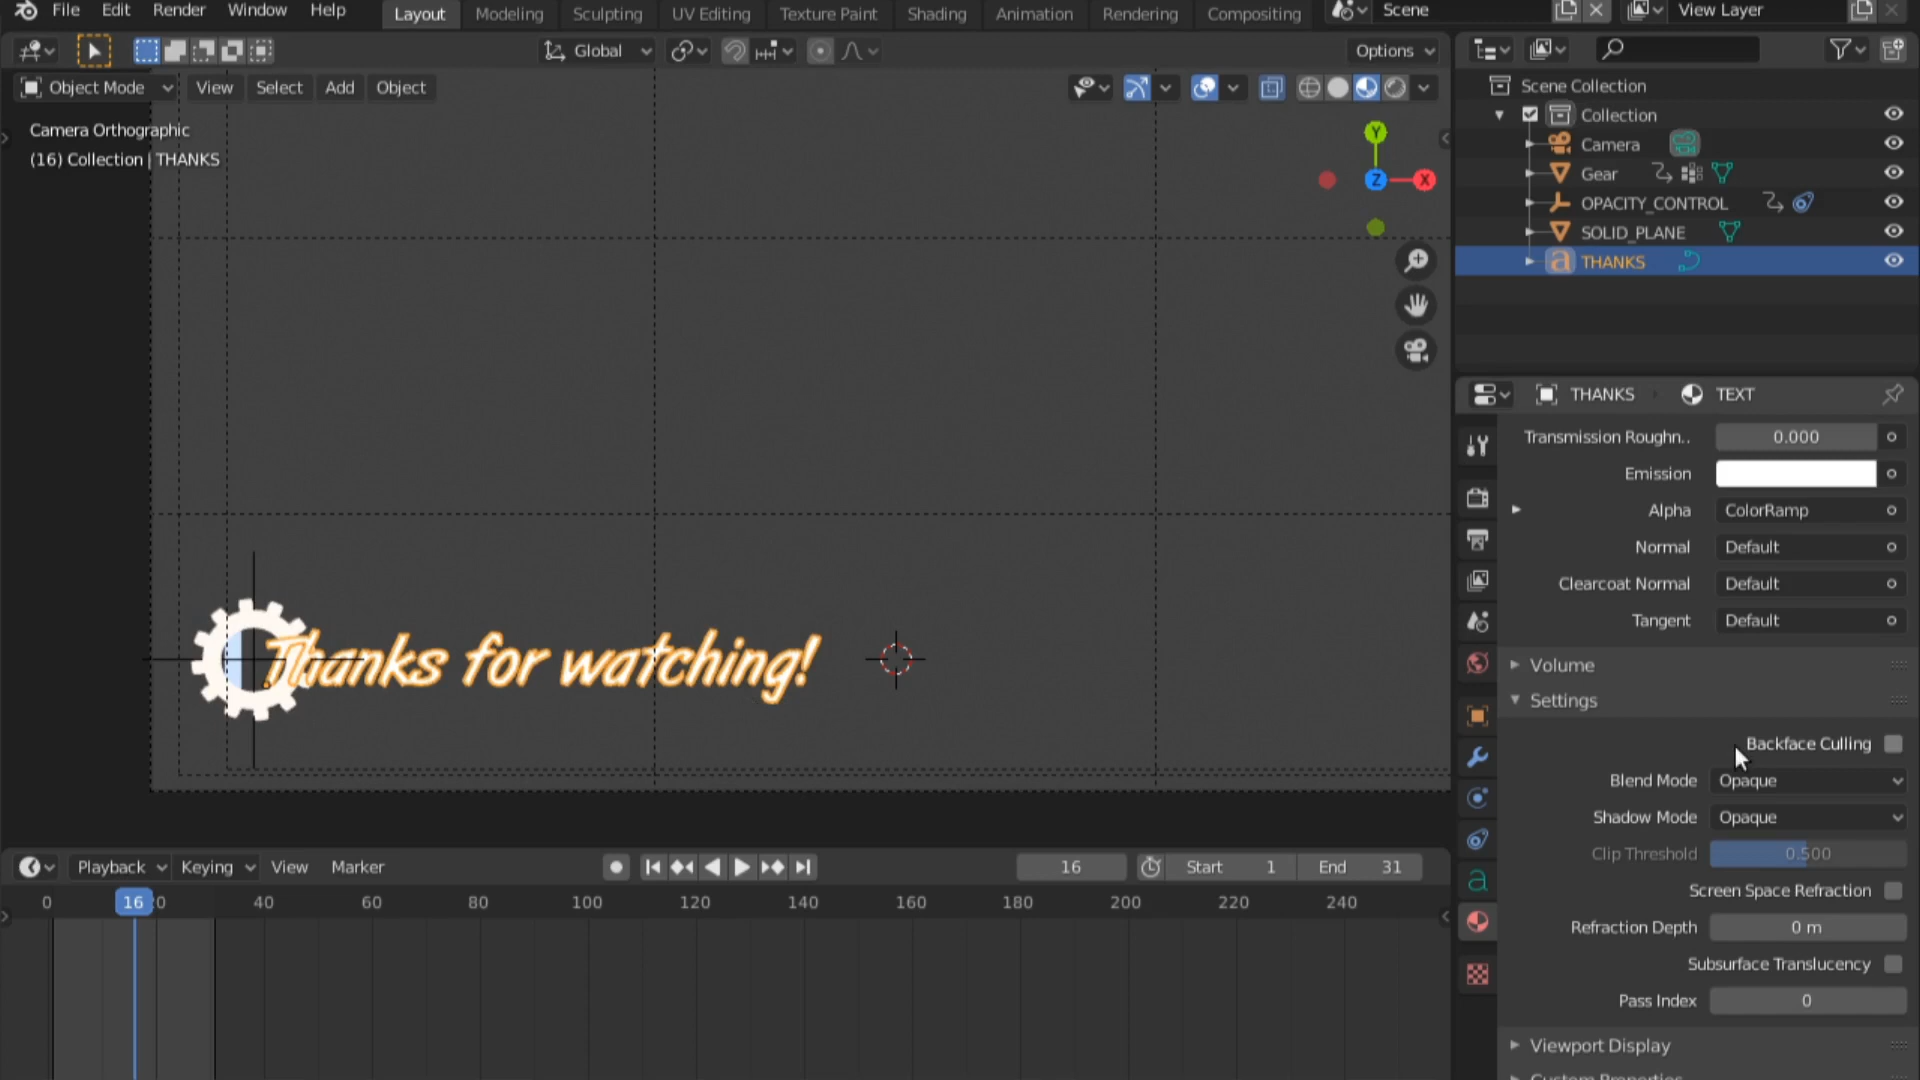 File Edit Render Window Help Layout Modeling Sculpting UV Editing Texture Paint Shading Animation Rendering Compositing Scene View Layer
Global Options
Object Mode View Select Add Object
Camera Orthographic
(16) Collection | THANKS
Y
Z
X
Thanks for watching!
Scene Collection
Collection
Camera
Gear
OPACITY_CONTROL
SOLID_PLANE
THANKS
THANKS TEXT
Transmission Roughn.. 0.000
Emission
Alpha ColorRamp
Normal Default
Clearcoat Normal Default
Tangent Default
Volume
Settings
Backface Culling
Blend Mode Opaque
Shadow Mode Opaque
Clip Threshold 0.500
Screen Space Refraction
Refraction Depth 0 m
Subsurface Translucency
Pass Index 0
Viewport Display
Custom Properties
Playback Keying View Marker 16 Start 1 End 31
0 16 40 60 80 100 120 140 160 180 200 220 240